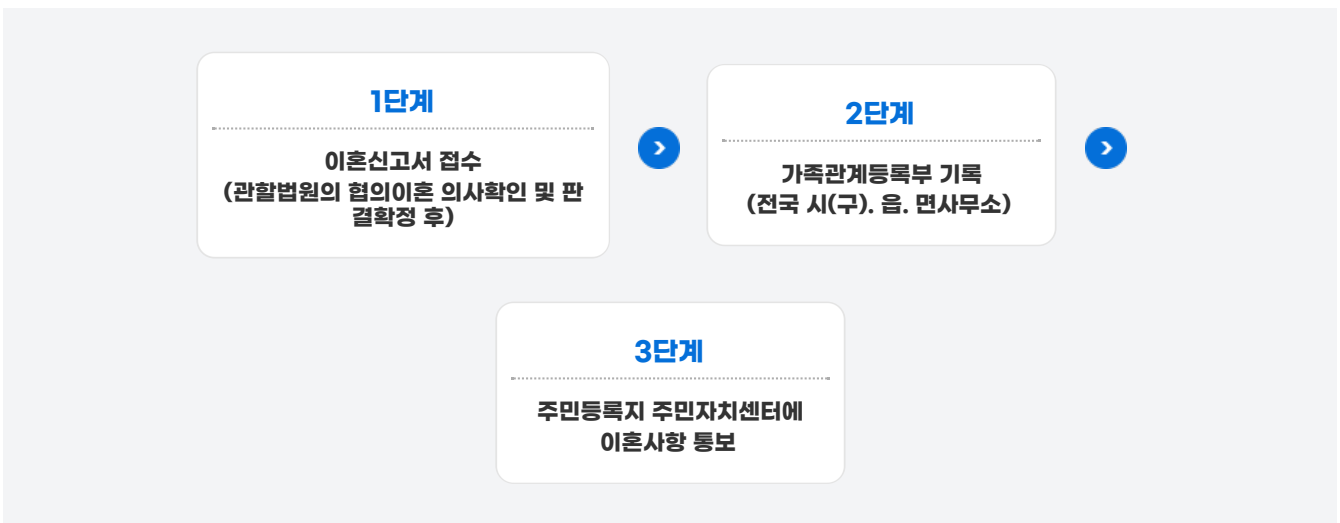 1단계
이혼신고서 접수
(관할법원의 협의이혼 의사확인 및 판
결확정 후)
2단계
가족관계등록부 기록
(전국 시(구). 읍. 면사무소)
3단계
주민등록지 주민자치센터에
이혼사항 통보